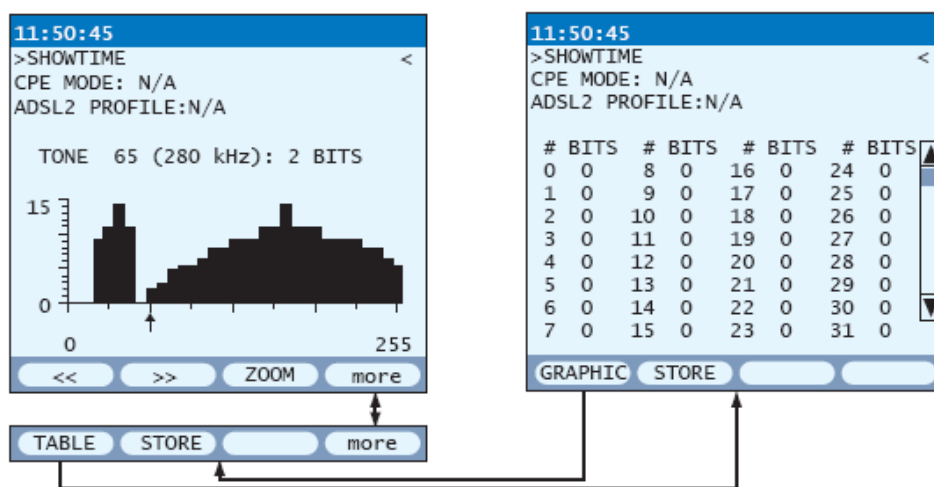 11:50:45
>SHOWTIME <
CPE MODE: N/A
ADSL2 PROFILE:N/A
TONE 65 (280 kHz): 2 BITS
15
0
0 255
<< >> ZOOM more
TABLE STORE more
11:50:45
>SHOWTIME <
CPE MODE: N/A
ADSL2 PROFILE:N/A
# BITS # BITS # BITS # BITS
0 0 8 0 16 0 24 0
1 0 9 0 17 0 25 0
2 0 10 0 18 0 26 0
3 0 11 0 19 0 27 0
4 0 12 0 20 0 28 0
5 0 13 0 21 0 29 0
6 0 14 0 22 0 30 0
7 0 15 0 23 0 31 0
GRAPHIC STORE